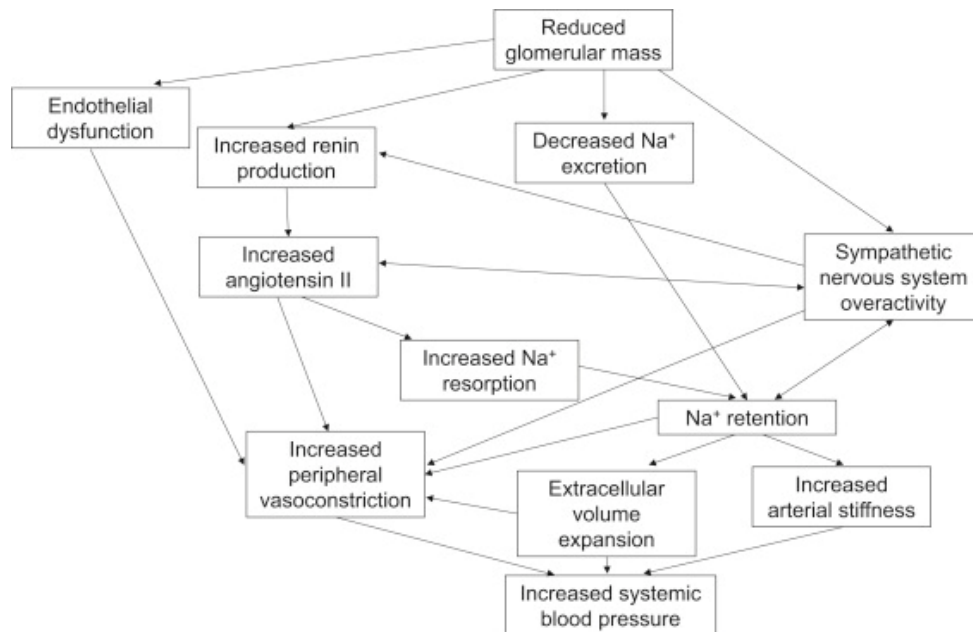 Reduced
glomerular mass
Endothelial
dysfunction
Increased renin
production
Decreased Na⁺
excretion
Increased
angiotensin II
Sympathetic
nervous system
overactivity
Increased Na⁺
resorption
Na⁺ retention
Increased
peripheral
vasoconstriction
Extracellular
volume
expansion
Increased
arterial stiffness
Increased systemic
blood pressure